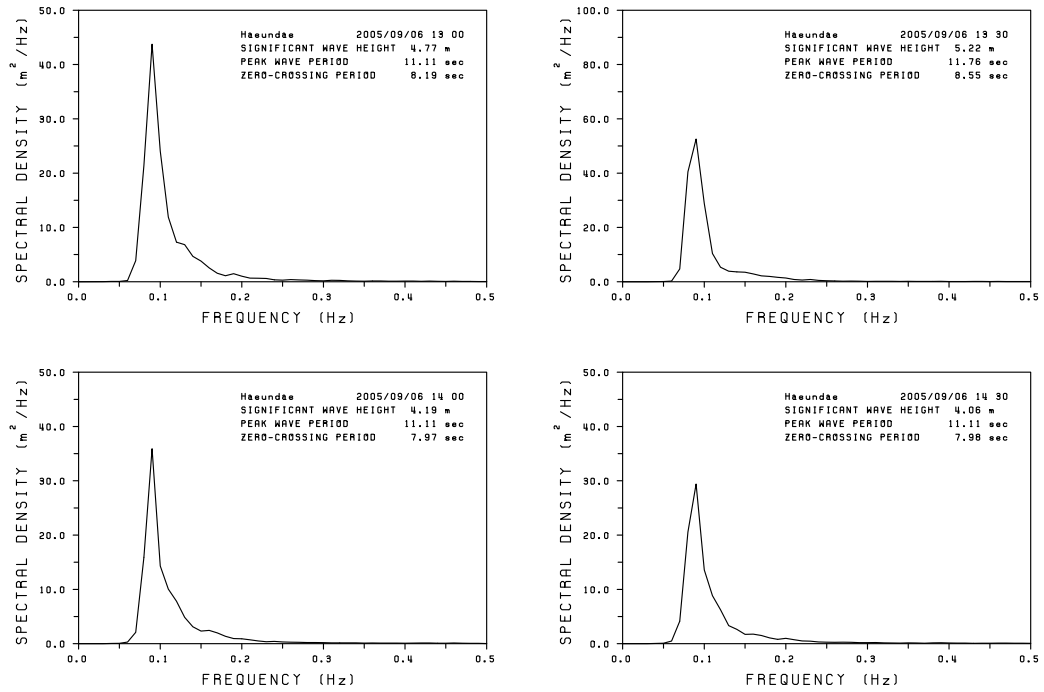 50.0
40.0
30.0
20.0
10.0
0.0
SPECTRAL DENSITY (m²/Hz)
Haeundae 2005/09/06 13 00
SIGNIFICANT WAVE HEIGHT 4.77 m
PEAK WAVE PERIOD 11.11 sec
ZERO-CROSSING PERIOD 8.19 sec
0.0 0.1 0.2 0.3 0.4 0.5
FREQUENCY (Hz)
100.0
80.0
60.0
40.0
20.0
0.0
SPECTRAL DENSITY (m²/Hz)
Haeundae 2005/09/06 13 30
SIGNIFICANT WAVE HEIGHT 5.22 m
PEAK WAVE PERIOD 11.76 sec
ZERO-CROSSING PERIOD 8.55 sec
0.0 0.1 0.2 0.3 0.4 0.5
FREQUENCY (Hz)
50.0
40.0
30.0
20.0
10.0
0.0
SPECTRAL DENSITY (m²/Hz)
Haeundae 2005/09/06 14 00
SIGNIFICANT WAVE HEIGHT 4.19 m
PEAK WAVE PERIOD 11.11 sec
ZERO-CROSSING PERIOD 7.97 sec
0.0 0.1 0.2 0.3 0.4 0.5
FREQUENCY (Hz)
50.0
40.0
30.0
20.0
10.0
0.0
SPECTRAL DENSITY (m²/Hz)
Haeundae 2005/09/06 14 30
SIGNIFICANT WAVE HEIGHT 4.06 m
PEAK WAVE PERIOD 11.11 sec
ZERO-CROSSING PERIOD 7.98 sec
0.0 0.1 0.2 0.3 0.4 0.5
FREQUENCY (Hz)